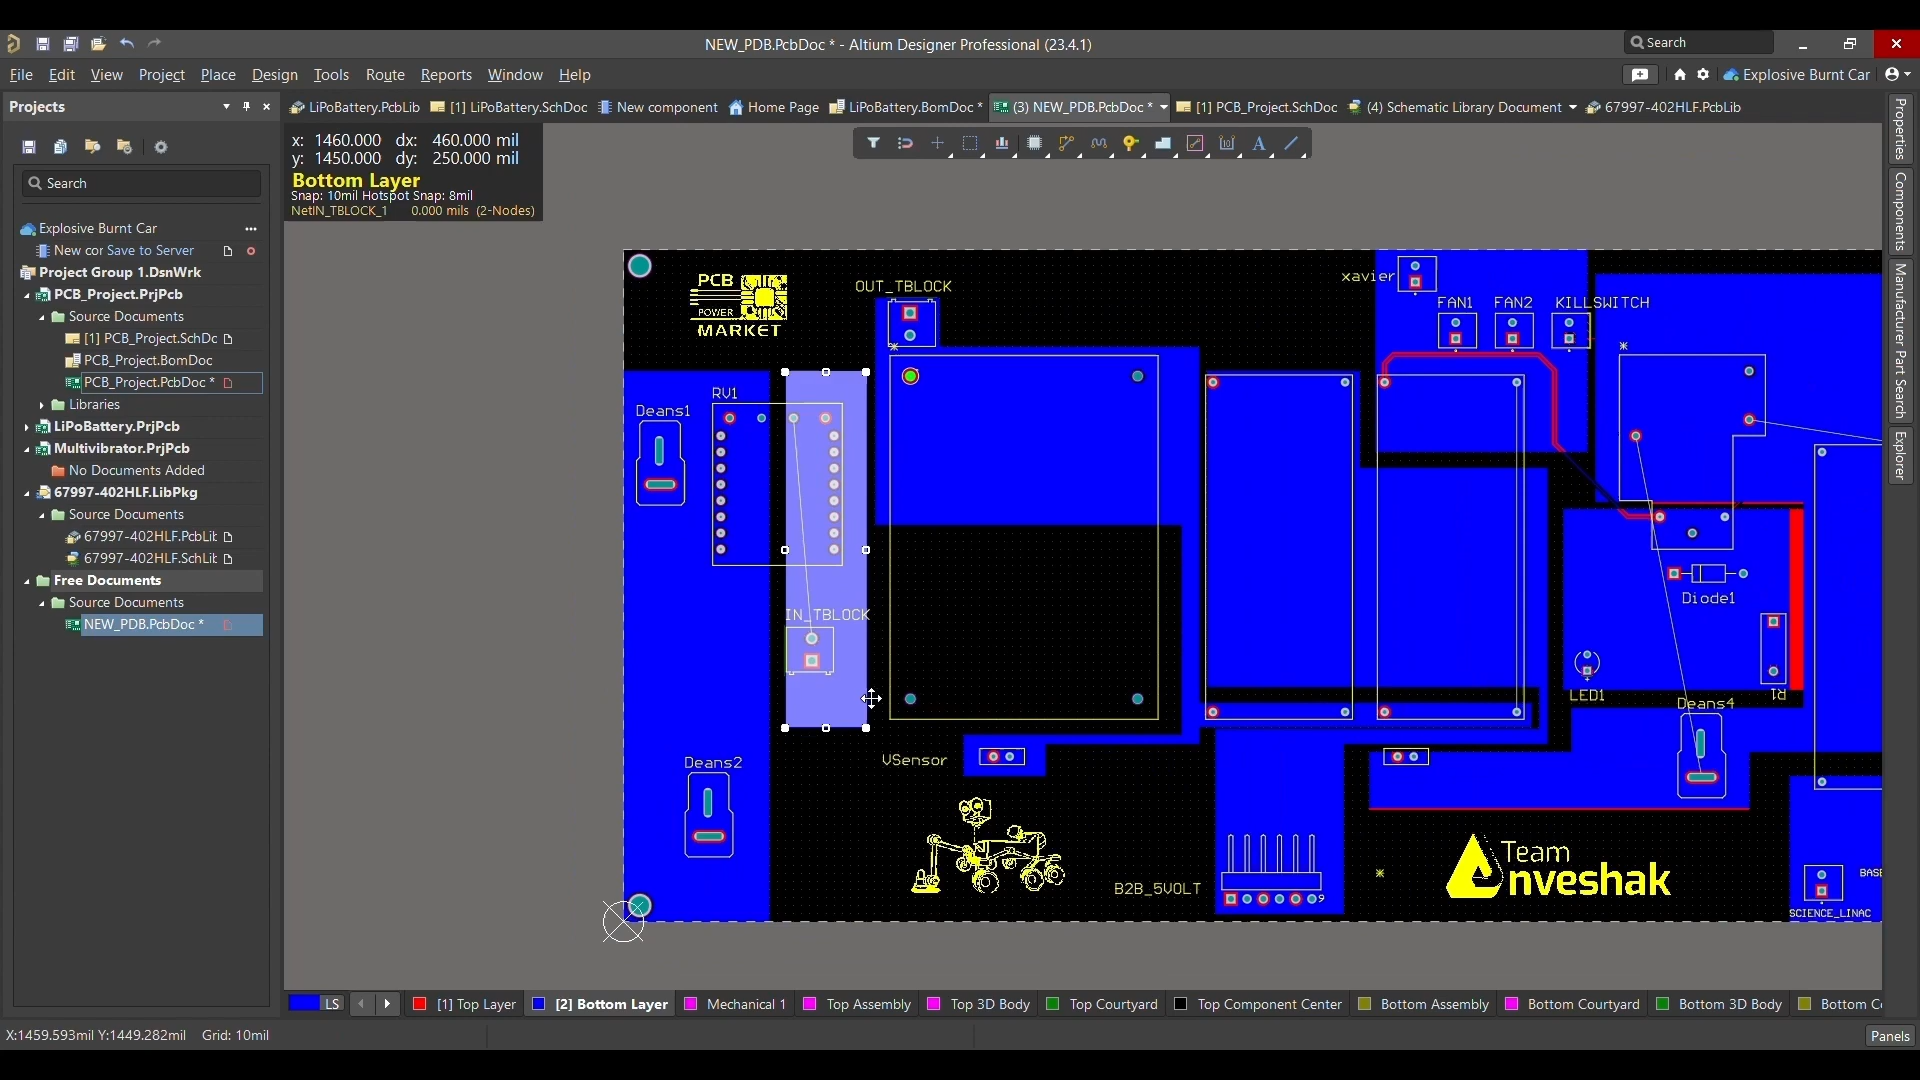 NEW_PDB.PcbDoc * - Altium Designer Professional (23.4.1)
Search
File Edit View Project Place Design Tools Route Reports Window Help
Explosive Burnt Car
Projects
LiPoBattery.PcbLib [1] LiPoBattery.SchDoc New component Home Page LiPoBattery.BomDoc * (3) NEW_PDB.PcbDoc * [1] PCB_Project.SchDoc (4) Schematic Library Document 67997-402HLF.PcbLib
x: 1460.000 dx: 460.000 mil
y: 1450.000 dy: 250.000 mil
Bottom Layer
Snap: 10mil Hotspot Snap: 8mil
NetIN_TBLOCK_1 0.000 mils (2-Nodes)
Search
Explosive Burnt Car
New cor Save to Server
Project Group 1.DsnWrk
PCB_Project.PrjPcb
Source Documents
[1] PCB_Project.SchDc
PCB_Project.BomDoc
PCB_Project.PcbDoc *
Libraries
LiPoBattery.PrjPcb
Multivibrator.PrjPcb
No Documents Added
67997-402HLF.LibPkg
Source Documents
67997-402HLF.PcbLit
67997-402HLF.SchLit
Free Documents
Source Documents
NEW_PDB.PcbDoc *
Properties
Components
Manufacturer Part Search
Explorer
PCB
POWER
MARKET
OUT_TBLOCK
xavier
FAN1 FAN2 KILLSWITCH
RV1
Deans1
IN_TBLOCK
Diode1
LED1
R1
Deans4
Deans2
VSensor
B2B_5VOLT
9
Team
Anveshak
BASE
SCIENCE_LINAC
LS
[1] Top Layer [2] Bottom Layer Mechanical 1 Top Assembly Top 3D Body Top Courtyard Top Component Center Bottom Assembly Bottom Courtyard Bottom 3D Body Bottom C
X:1459.593mil Y:1449.282mil Grid: 10mil
Panels